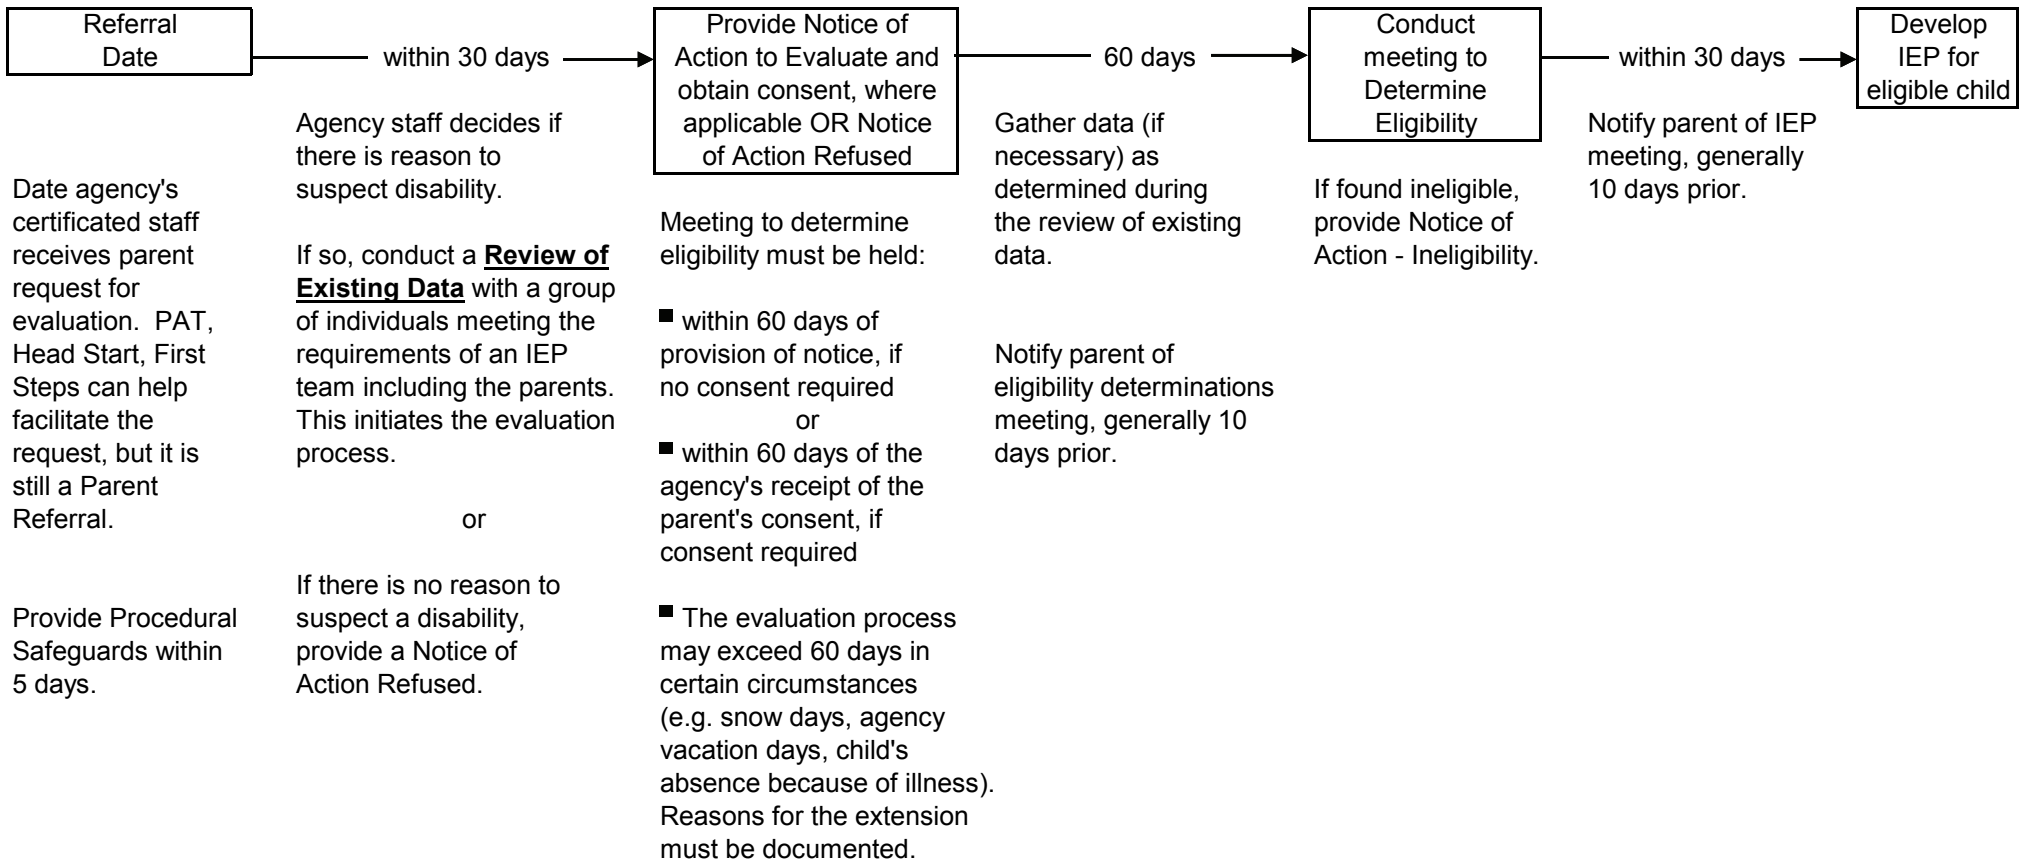 Referral
Date
within 30 days
Provide Notice of
Action to Evaluate and
obtain consent, where
applicable OR Notice
of Action Refused
60 days
Conduct
meeting to
Determine
Eligibility
within 30 days
Develop
IEP for
eligible child
Date agency's
certificated staff
receives parent
request for
evaluation.  PAT,
Head Start, First
Steps can help
facilitate the
request, but it is
still a Parent
Referral.
Provide Procedural
Safeguards within
5 days.
Agency staff decides if
there is reason to
suspect disability.
If so, conduct a Review of
Existing Data with a group
of individuals meeting the
requirements of an IEP
team including the parents.
This initiates the evaluation
process.
or
If there is no reason to
suspect a disability,
provide a Notice of
Action Refused.
Meeting to determine
eligibility must be held:
▪ within 60 days of
provision of notice, if
no consent required
or
▪ within 60 days of the
agency's receipt of the
parent's consent, if
consent required
▪ The evaluation process
may exceed 60 days in
certain circumstances
(e.g. snow days, agency
vacation days, child's
absence because of illness).
Reasons for the extension
must be documented.
Gather data (if
necessary) as
determined during
the review of existing
data.
Notify parent of
eligibility determinations
meeting, generally 10
days prior.
If found ineligible,
provide Notice of
Action - Ineligibility.
Notify parent of IEP
meeting, generally
10 days prior.